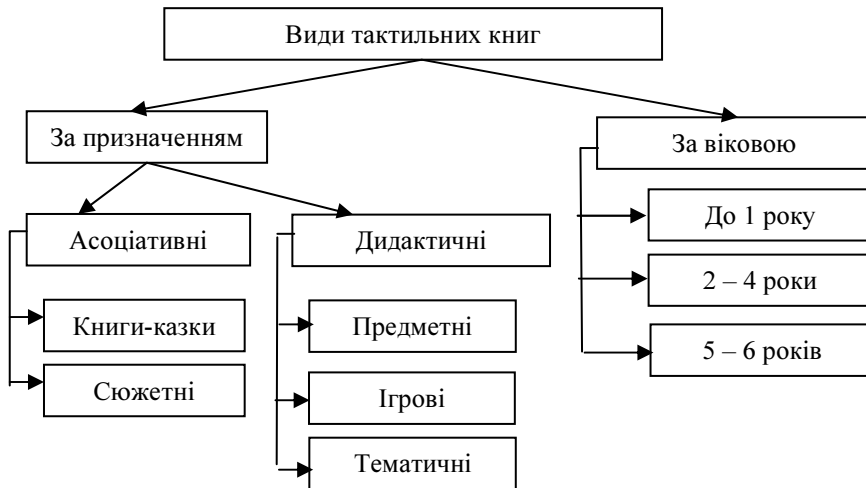 Види тактильних книг
За призначенням
За віковою
До 1 року
2 – 4 роки
5 – 6 років
Асоціативні
Дидактичні
Книги-казки
Сюжетні
Предметні
Ігрові
Тематичні